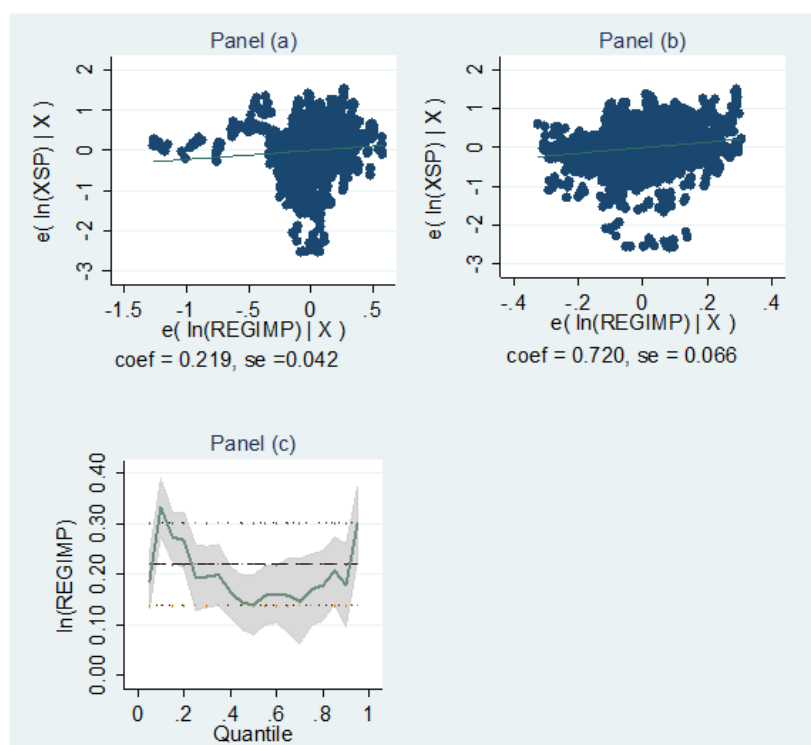 Panel (a)
e( ln(XSP) | X )
2
1
0
-1
-2
-3
-1.5 -1 -.5 0 .5
e( ln(REGIMP) | X )
coef = 0.219, se =0.042
Panel (b)
e( ln(XSP) | X )
2
1
0
-1
-2
-3
-.4 -.2 0 .2 .4
e( ln(REGIMP) | X )
coef = 0.720, se = 0.066
Panel (c)
ln(REGIMP)
0.40
0.30
0.20
0.10
0.00
0 .2 .4 .6 .8 1
Quantile